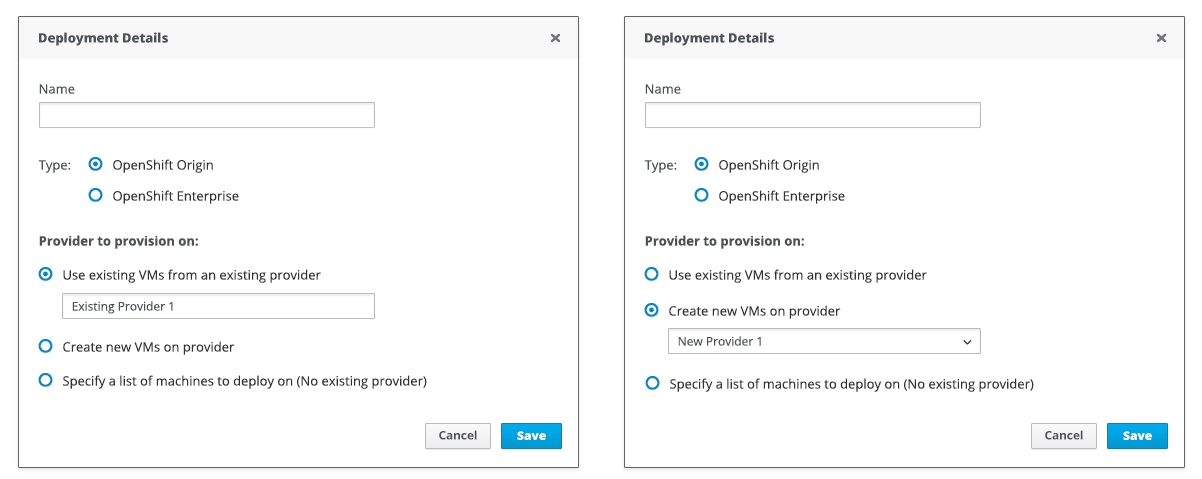 Deployment Details
Name
Type:
OpenShift Origin
OpenShift Enterprise
Provider to provision on:
Use existing VMs from an existing provider
Existing Provider 1
Create new VMs on provider
Specify a list of machines to deploy on (No existing provider)
Cancel
Save
Deployment Details
Name
Type:
OpenShift Origin
OpenShift Enterprise
Provider to provision on:
Use existing VMs from an existing provider
Create new VMs on provider
New Provider 1
Specify a list of machines to deploy on (No existing provider)
Cancel
Save